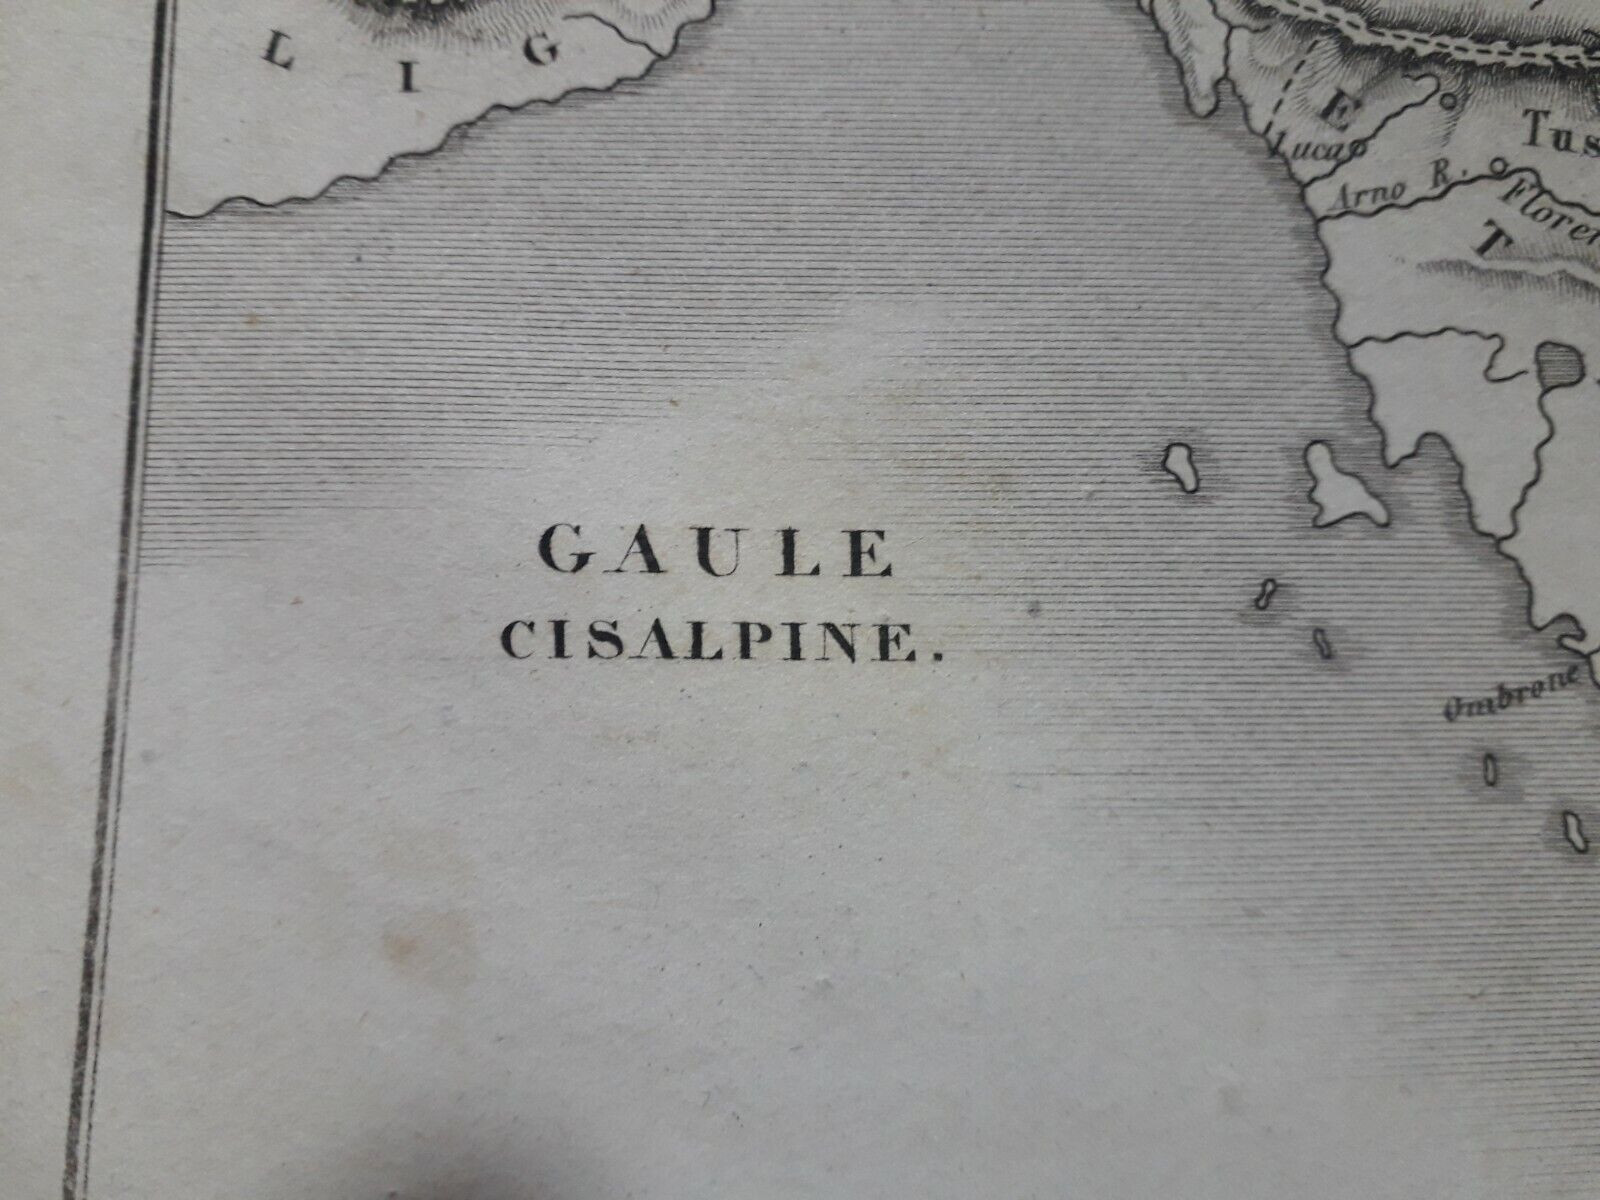 L I G
E
Luca
Tus
Arno R.
Floren
T
GAULE
CISALPINE.
Ombrone